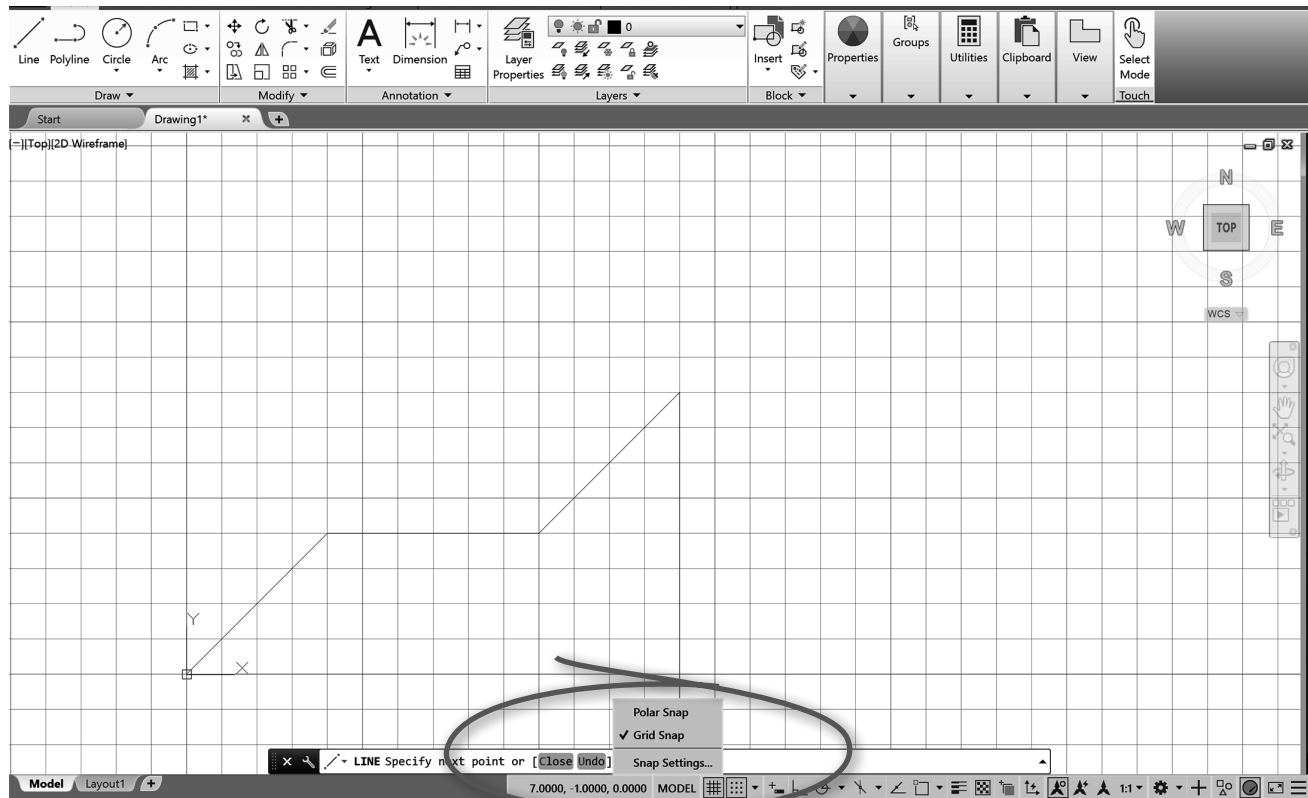 0
Line Polyline Circle Arc
Text Dimension
Layer
Properties
Insert
Properties
Groups
Utilities
Clipboard
View
Select
Mode
Draw
Modify
Annotation
Layers
Block
Touch
Start
Drawing1*
+
[−][Top][2D Wireframe]
N
W
TOP
E
S
WCS
Y
X
Polar Snap
Grid Snap
Snap Settings...
LINE Specify next point or [Close Undo]
Model
Layout1
+
7.0000, -1.0000, 0.0000
MODEL
1:1